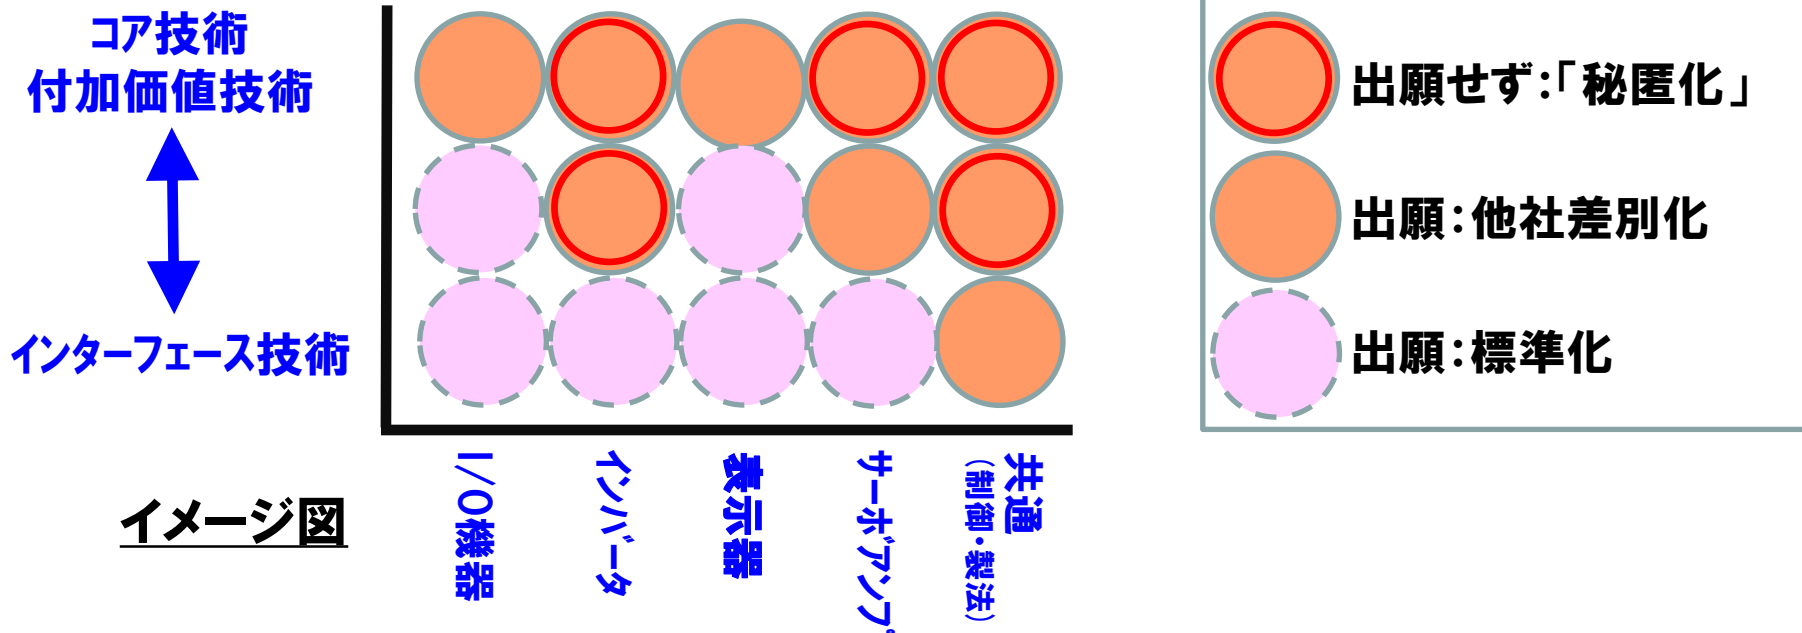 コア技術
付加価値技術
インターフェース技術
イメージ図
I/O機器
インバータ
表示器
サーボアンプ
共通
（制御・製法）
出願せず：「秘匿化」
出願：他社差別化
出願：標準化